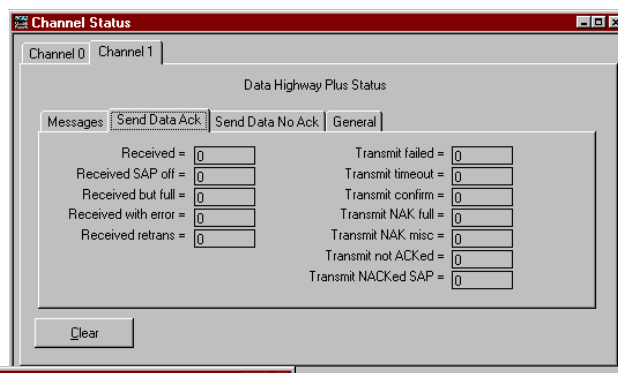 Channel Status
Channel 0 Channel 1
Data Highway Plus Status
Messages Send Data Ack Send Data No Ack General
Received = 0 Transmit failed = 0
Received SAP off = 0 Transmit timeout = 0
Received but full = 0 Transmit confirm = 0
Received with error = 0 Transmit NAK full = 0
Received retrans = 0 Transmit NAK misc = 0
Transmit not ACKed = 0
Transmit NACKed SAP = 0
Clear